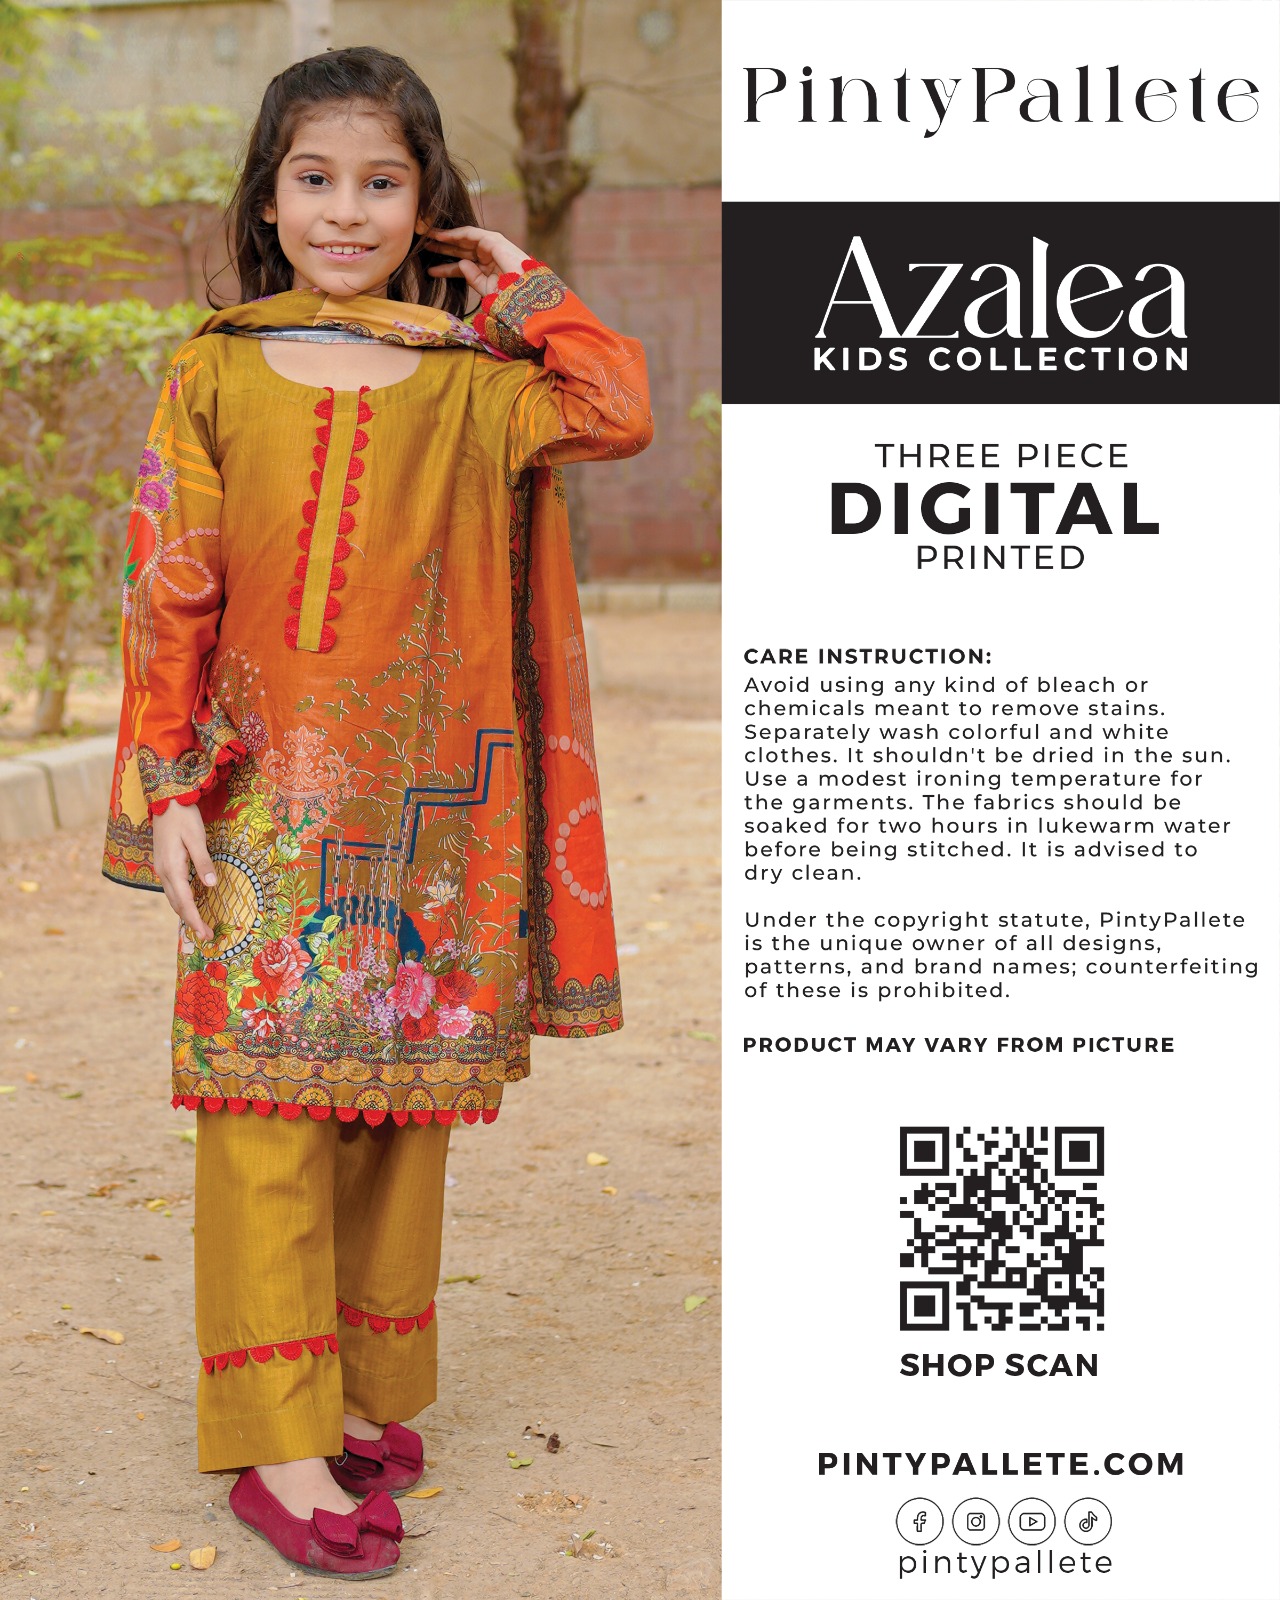 PintyPallete
Azalea
KIDS COLLECTION
THREE PIECE
DIGITAL
PRINTED
CARE INSTRUCTION:
Avoid using any kind of bleach or
chemicals meant to remove stains.
Separately wash colorful and white
clothes. It shouldn't be dried in the sun.
Use a modest ironing temperature for
the garments. The fabrics should be
soaked for two hours in lukewarm water
before being stitched. It is advised to
dry clean.
Under the copyright statute, PintyPallete
is the unique owner of all designs,
patterns, and brand names; counterfeiting
of these is prohibited.
PRODUCT MAY VARY FROM PICTURE
SHOP SCAN
PINTYPALLETE.COM
pintypallete